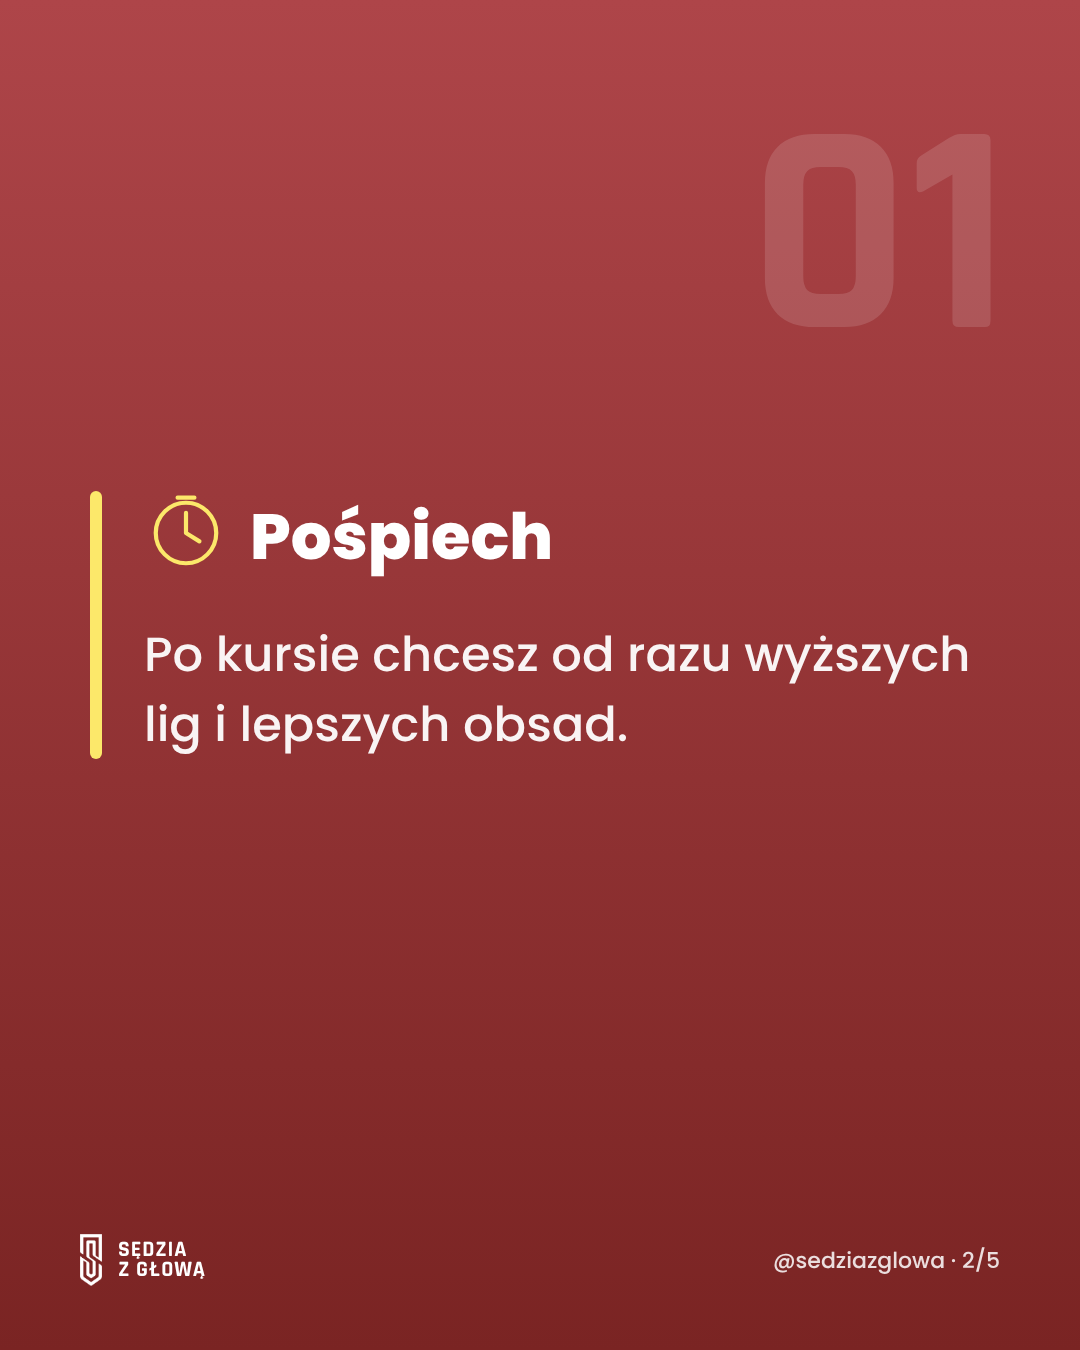 01
Pośpiech
Po kursie chcesz od razu wyższych
lig i lepszych obsad.
SĘDZIA
Z GŁOWĄ
@sedziazglowa · 2/5